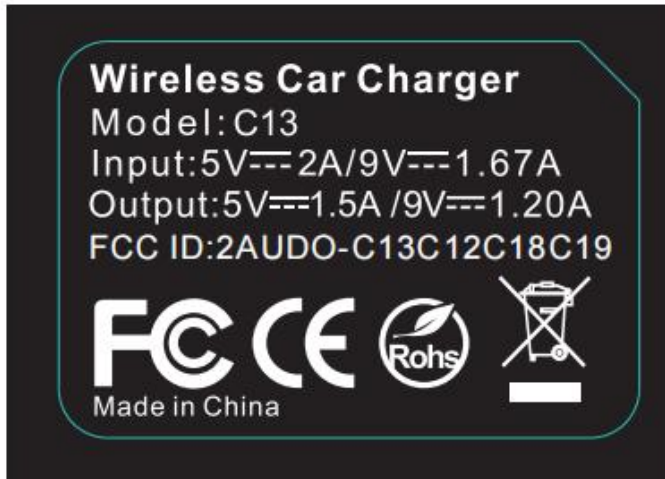 Wireless Car Charger
Model:C13
Input:5V⎓2A/9V⎓1.67A
Output:5V⎓1.5A /9V⎓1.20A
FCC ID:2AUDO-C13C12C18C19
FC CE Rohs
Made in China